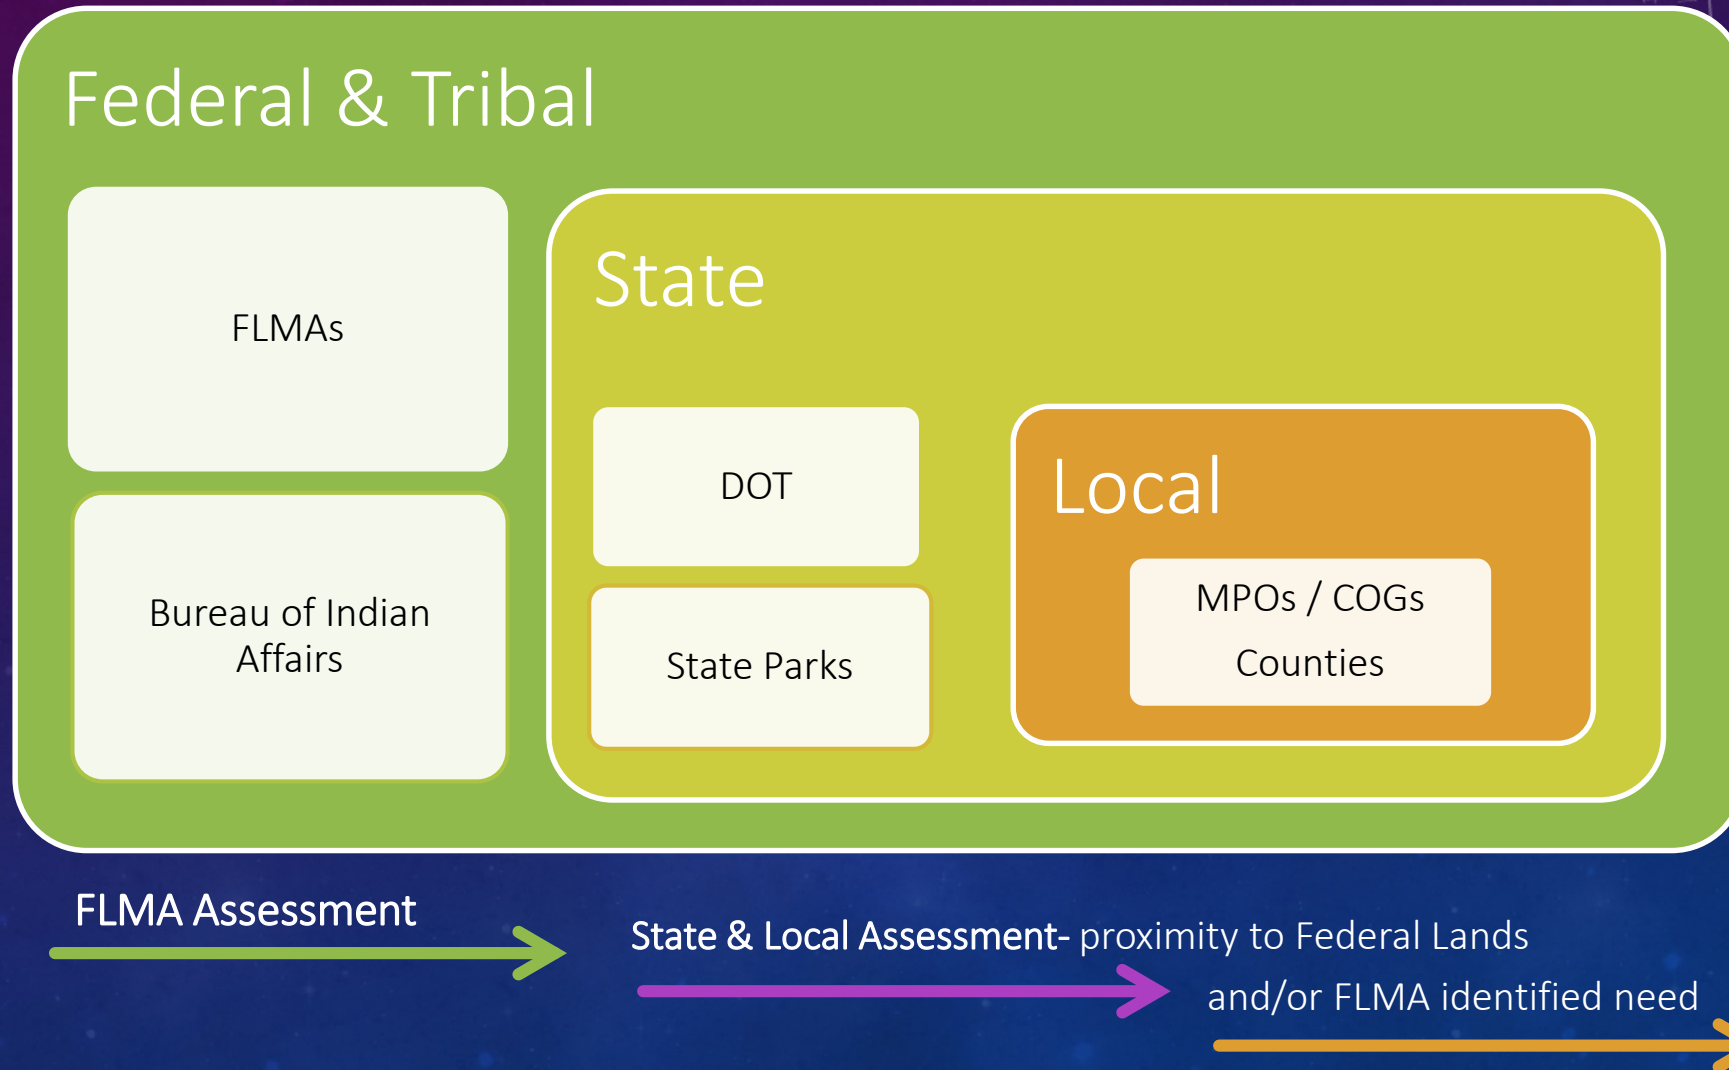 Federal & Tribal
FLMAs
Bureau of Indian
Affairs
State
DOT
State Parks
Local
MPOs / COGs
Counties
FLMA Assessment
State & Local Assessment- proximity to Federal Lands
and/or FLMA identified need